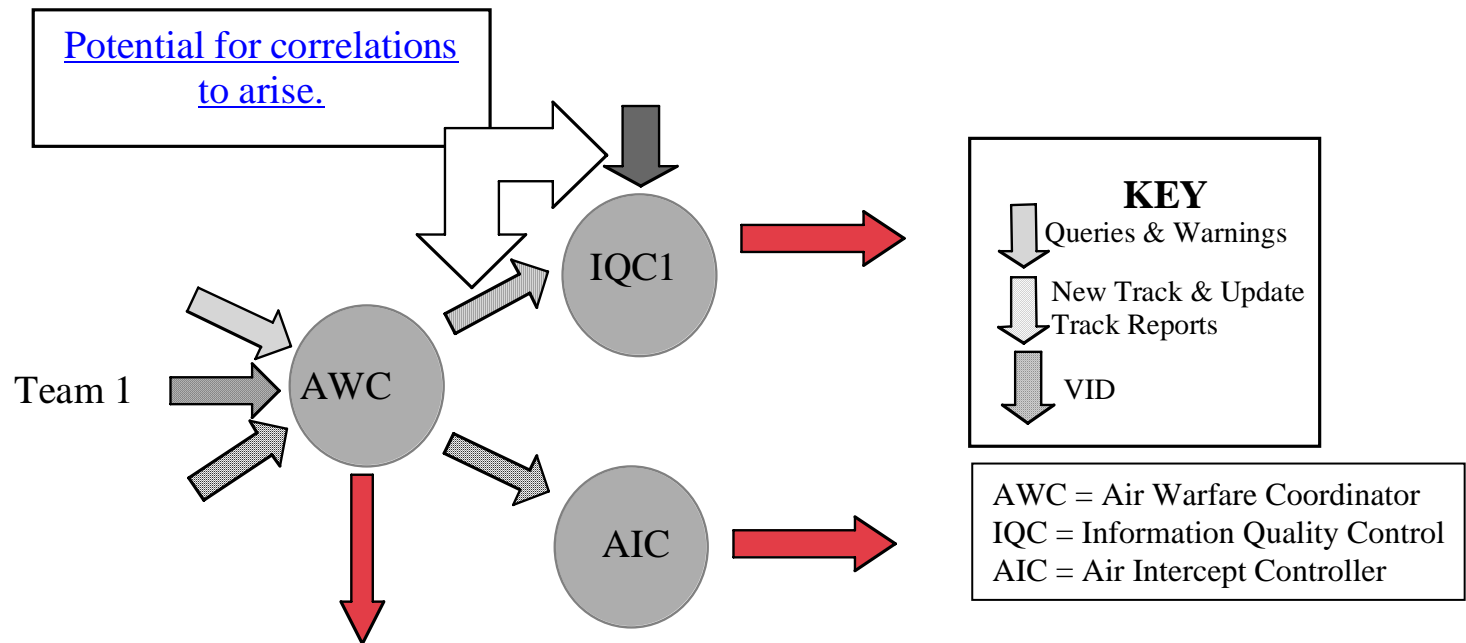 Potential for correlations
to arise.
IQC1
AWC
Team 1
AIC
KEY
Queries & Warnings
New Track & Update
Track Reports
VID
AWC = Air Warfare Coordinator
IQC = Information Quality Control
AIC = Air Intercept Controller